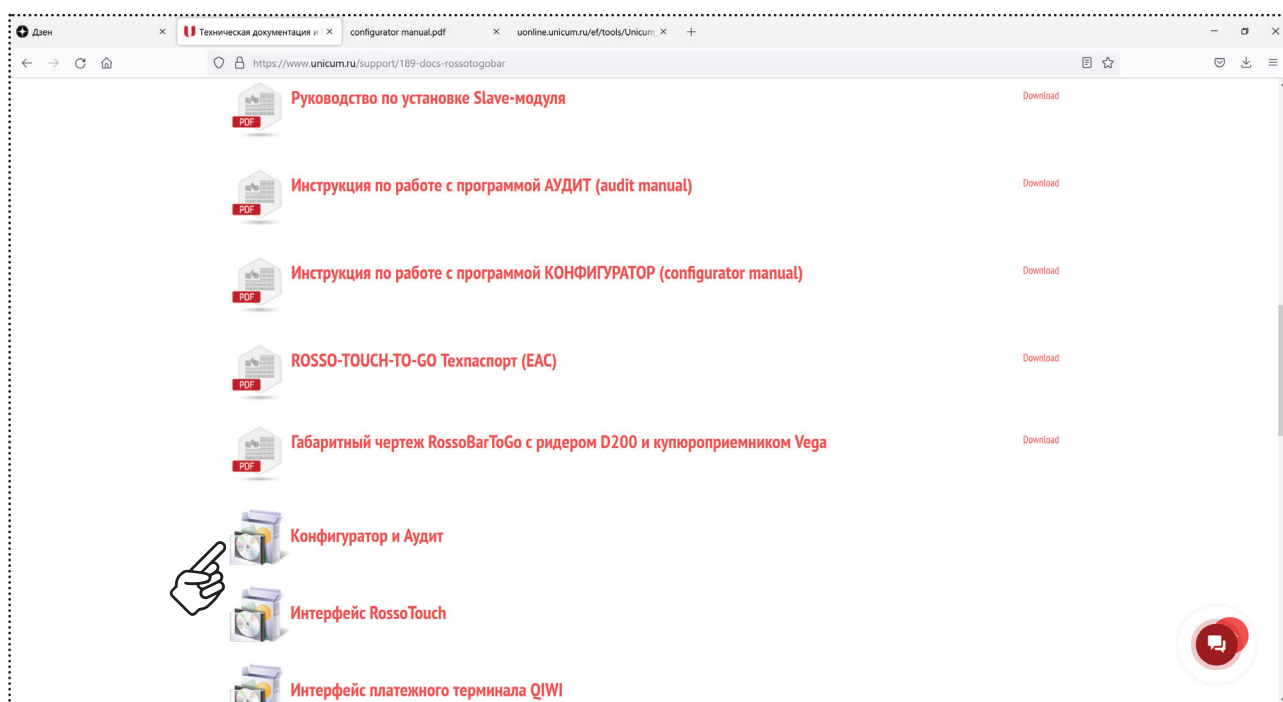 Дзен
Техническая документация и П
configurator manual.pdf
uonline.unicum.ru/ef/tools/Unicum
https://www.unicum.ru/support/189-docs-rossotogobar
PDF
Руководство по установке Slave-модуля
Download
PDF
Инструкция по работе с программой АУДИТ (audit manual)
Download
PDF
Инструкция по работе с программой КОНФИГУРАТОР (configurator manual)
Download
PDF
ROSSO-TOUCH-TO-GO Техпаспорт (EAC)
Download
PDF
Габаритный чертеж RossoBarToGo с ридером D200 и купюроприемником Vega
Download
Конфигуратор и Аудит
Интерфейс RossoTouch
Интерфейс платежного терминала QIWI